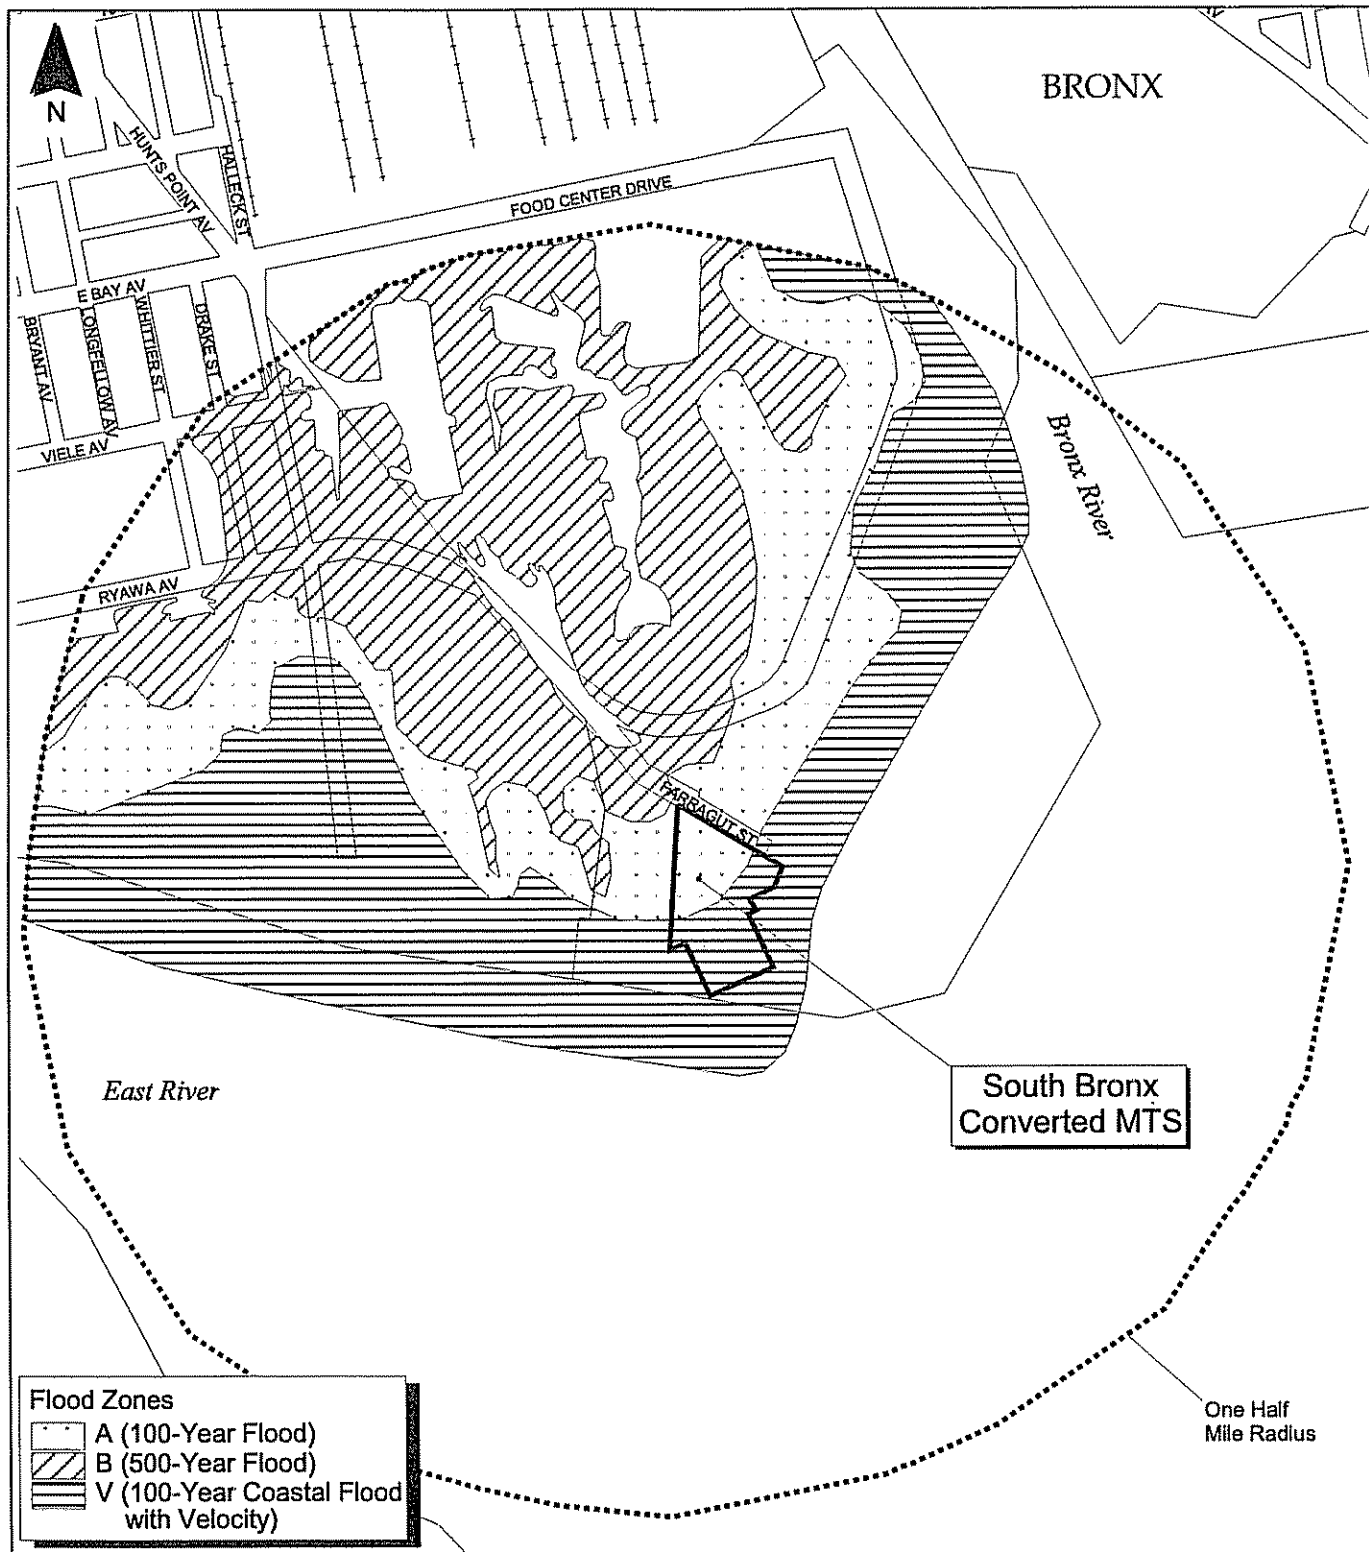 BRONX
N
HUNTS POINT AV
HALLECK ST
FOOD CENTER DRIVE
E BAY AV
BRYANT AV
LONGFELLOW AV
WHITTIER ST
DRAKE ST
VIELE AV
Bronx River
RYAWA AV
FARRAGUT ST
East River
South Bronx
Converted MTS
One Half
Mile Radius
Flood Zones
A (100-Year Flood)
B (500-Year Flood)
V (100-Year Coastal Flood
with Velocity)